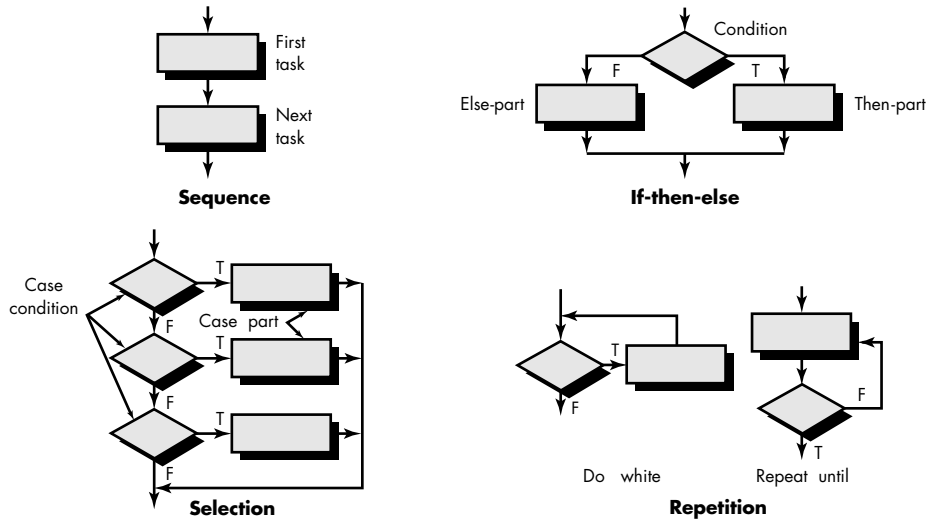 First
task
Next
task
Sequence
Condition
F
T
Else-part
Then-part
If-then-else
Case
condition
T
F
Case part
T
F
T
F
Selection
T
F
Do white
F
T
Repeat until
Repetition